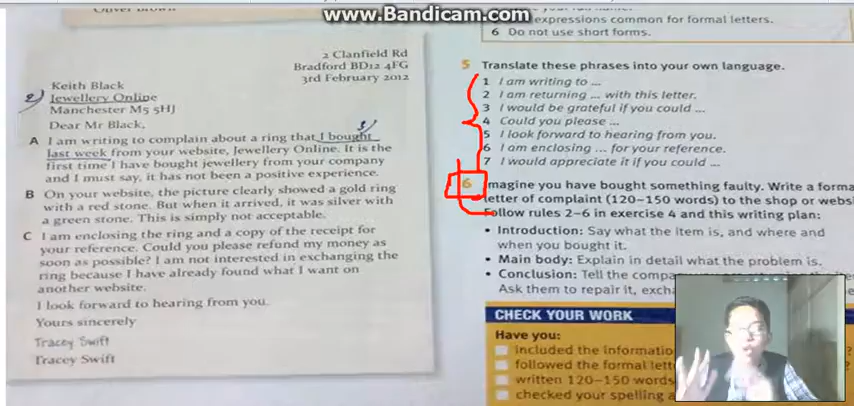 www.Bandicam.com
Oliver Brown
2 Clanfield Rd
Bradford BD12 4FG
3rd February 2012
Keith Black
Jewellery Online
Manchester M5 5HJ
Dear Mr Black,
A I am writing to complain about a ring that I bought
last week from your website, Jewellery Online. It is the
first time I have bought jewellery from your company
and I must say, it has not been a positive experience.
B On your website, the picture clearly showed a gold ring
with a red stone. But when it arrived, it was silver with
a green stone. This is simply not acceptable.
C I am enclosing the ring and a copy of the receipt for
your reference. Could you please refund my money as
soon as possible? I am not interested in exchanging the
ring because I have already found what I want on
another website.
I look forward to hearing from you.
Yours sincerely
Tracey Swift
Tracey Swift
expressions common for formal letters.
6 Do not use short forms.
5 Translate these phrases into your own language.
1 I am writing to ...
2 I am returning ... with this letter.
3 I would be grateful if you could ...
4 Could you please ...
5 I look forward to hearing from you.
6 I am enclosing ... for your reference.
7 I would appreciate it if you could ...
6 Imagine you have bought something faulty. Write a forma
letter of complaint (120–150 words) to the shop or webs
Follow rules 2–6 in exercise 4 and this writing plan:
• Introduction: Say what the item is, and where and
when you bought it.
• Main body: Explain in detail what the problem is.
• Conclusion: Tell the compa
Ask them to repair it, excha
CHECK YOUR WORK
Have you:
included the informatio
followed the formal lett
written 120–150 words
checked your spelling a